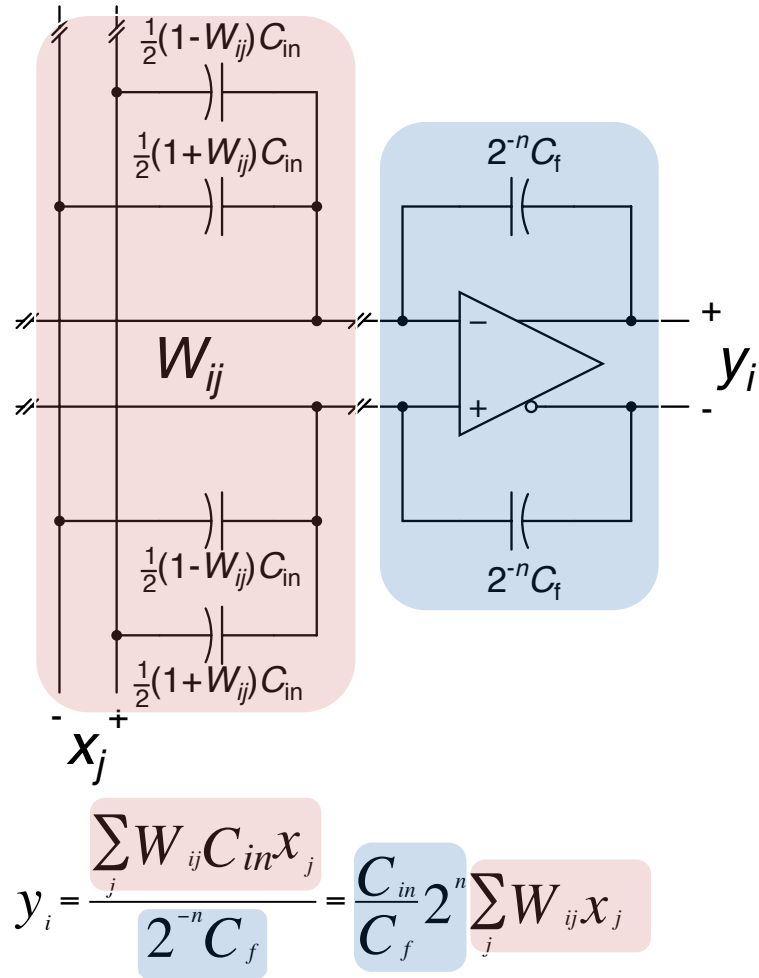 ½(1-W_ij)C_in
½(1+W_ij)C_in
2^-n C_f
−
+
W_ij
+
y_i
-
½(1-W_ij)C_in
2^-n C_f
½(1+W_ij)C_in
- +
x_j
y_i = ∑_j W_ij C_in x_j / 2^-n C_f = C_in / C_f 2^n ∑_j W_ij x_j